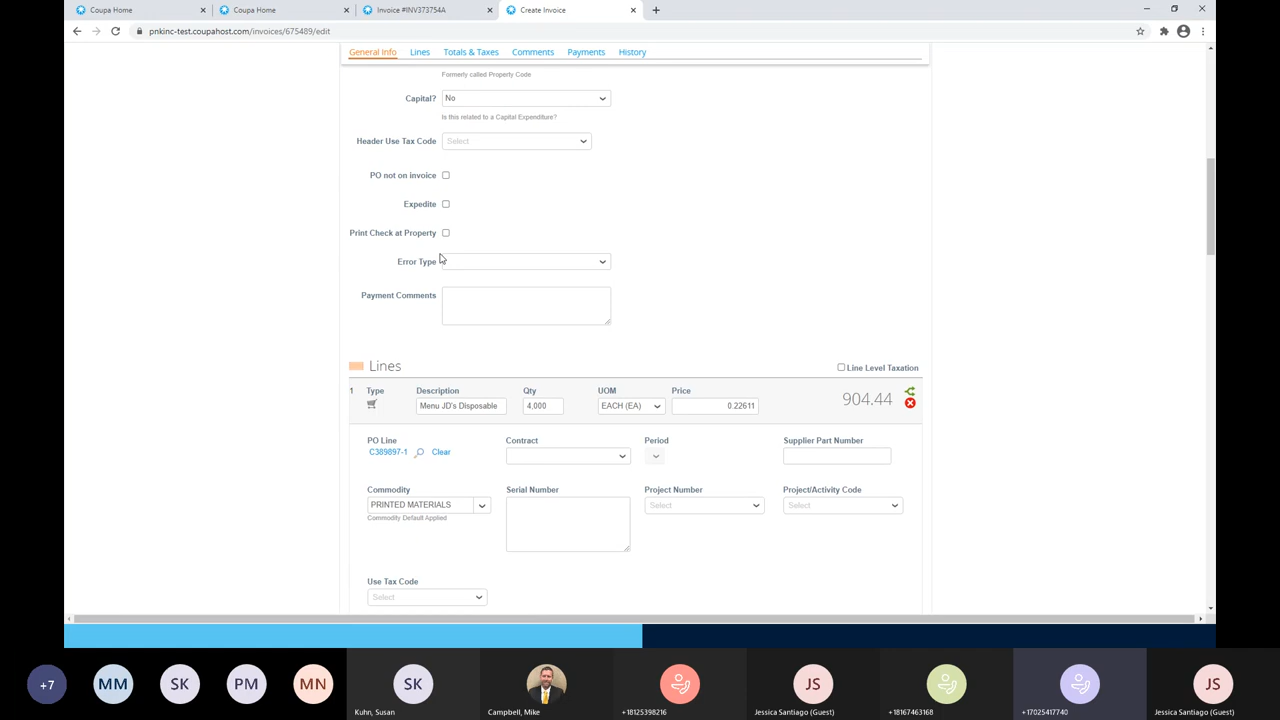 Coupa Home
Coupa Home
Invoice #INV373754A
Create Invoice
pnkinc-test.coupahost.com/invoices/675489/edit
General Info Lines Totals & Taxes Comments Payments History
Formerly called Property Code
Capital? No
Is this related to a Capital Expenditure?
Header Use Tax Code Select
PO not on invoice
Expedite
Print Check at Property
Error Type
Payment Comments
Lines
Line Level Taxation
1 Type Description Qty UOM Price
Menu JD's Disposable 4,000 EACH (EA) 0.22611 904.44
PO Line Contract Period Supplier Part Number
C389897-1 Clear
Commodity Serial Number Project Number Project/Activity Code
PRINTED MATERIALS Select Select
Commodity Default Applied
Use Tax Code
Select
+7 MM SK PM MN SK JS JS
Kuhn, Susan Campbell, Mike +18125398216 Jessica Santiago (Guest) +18167463168 +17025417740 Jessica Santiago (Guest)